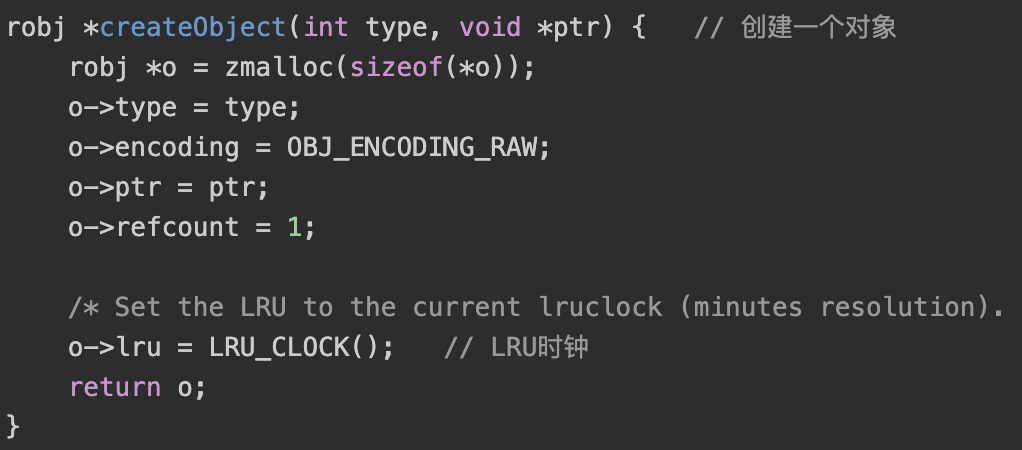 robj *createObject(int type, void *ptr) {   // 创建一个对象
    robj *o = zmalloc(sizeof(*o));
    o->type = type;
    o->encoding = OBJ_ENCODING_RAW;
    o->ptr = ptr;
    o->refcount = 1;

    /* Set the LRU to the current lruclock (minutes resolution).
    o->lru = LRU_CLOCK();   // LRU时钟
    return o;
}